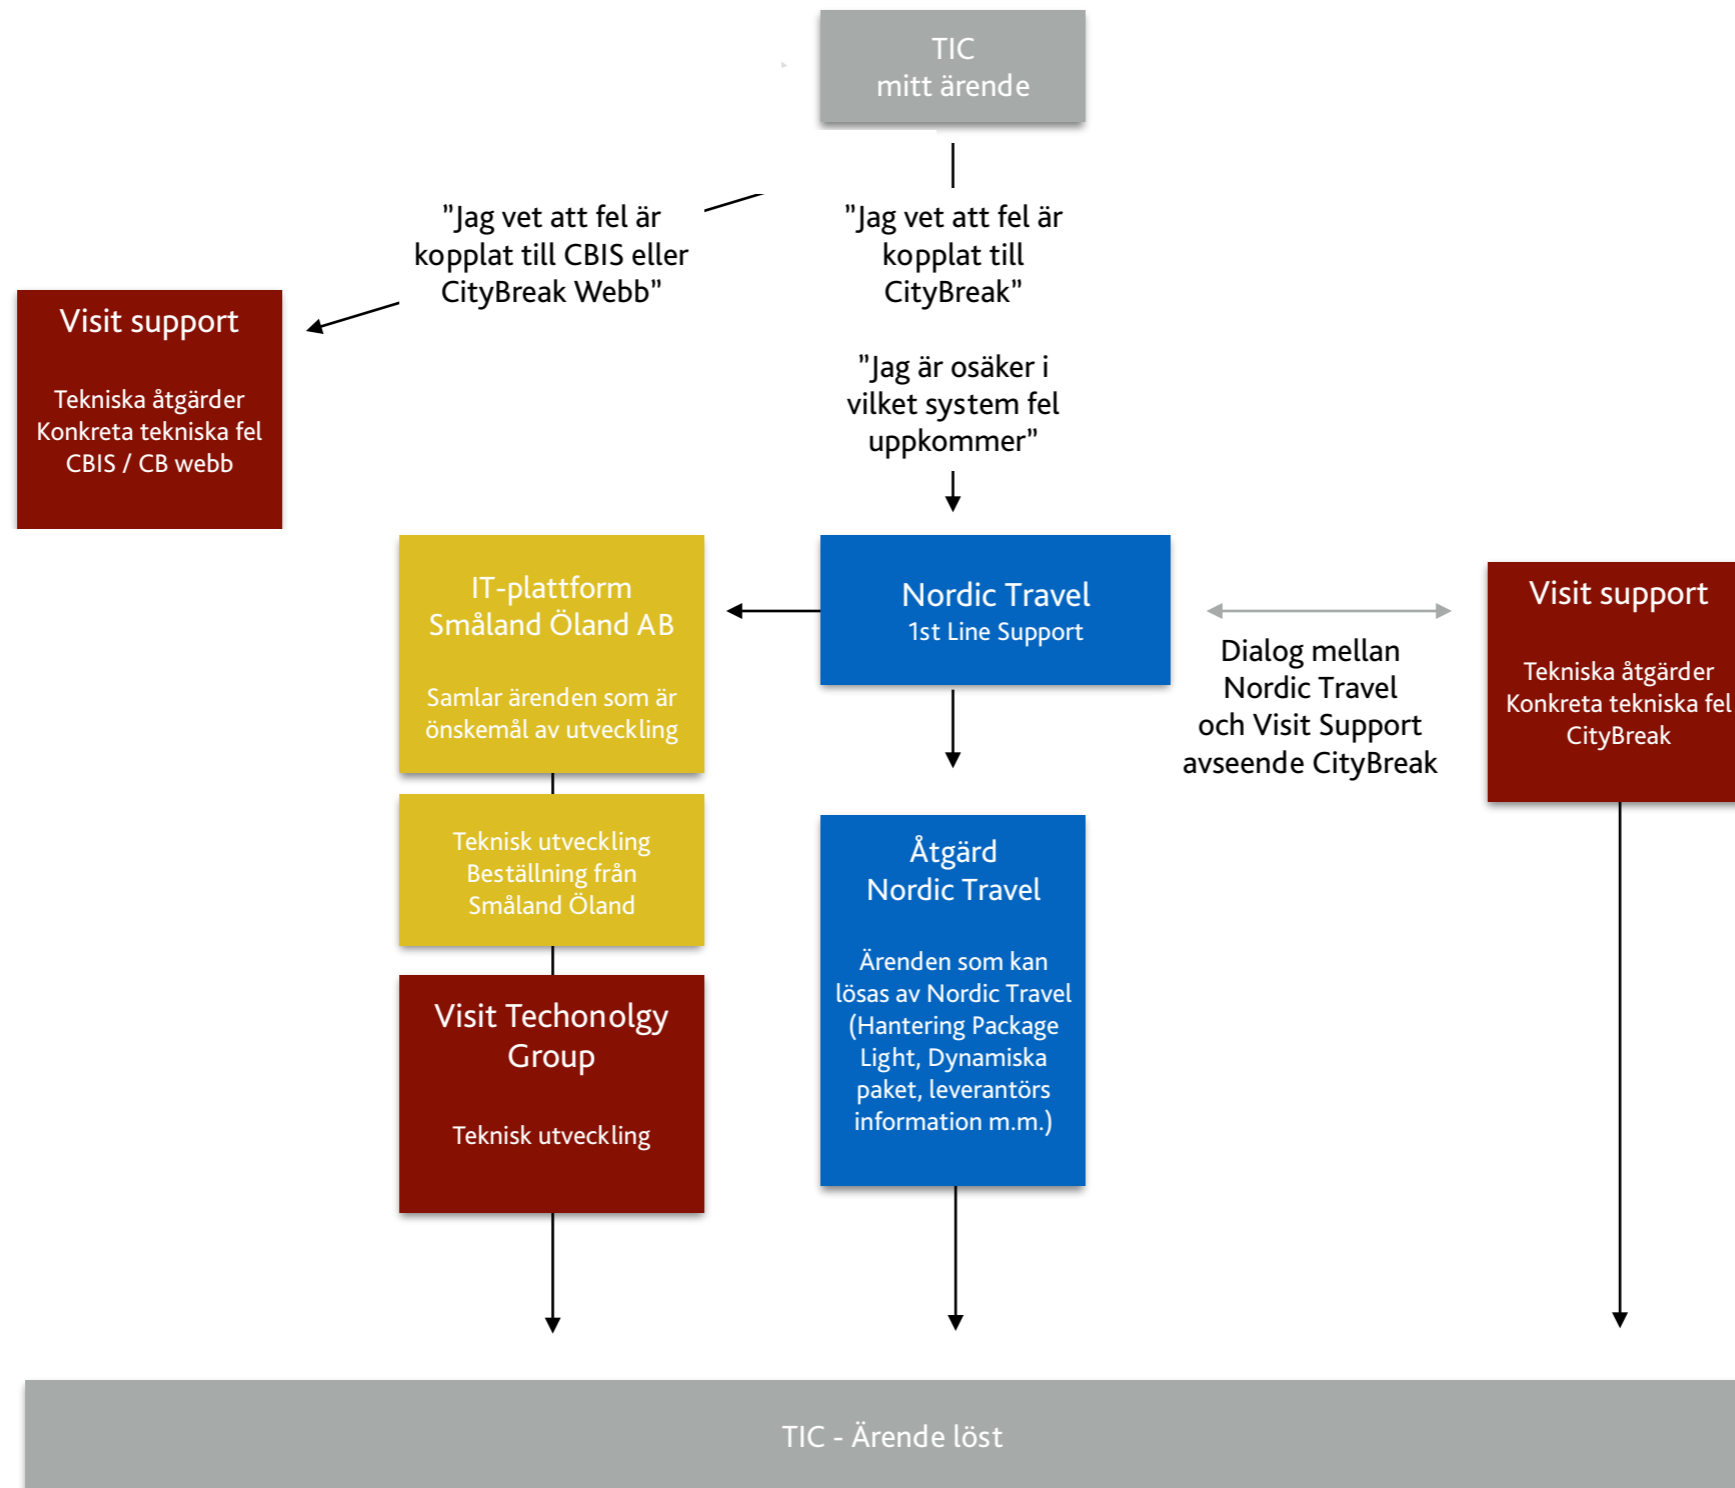 TIC
mitt ärende
”Jag vet att fel är
kopplat till CBIS eller
CityBreak Webb”
”Jag vet att fel är
kopplat till
CityBreak”
”Jag är osäker i
vilket system fel
uppkommer”
Visit support
Tekniska åtgärder
Konkreta tekniska fel
CBIS / CB webb
IT-plattform
Småland Öland AB
Samlar ärenden som är
önskemål av utveckling
Nordic Travel
1st Line Support
Dialog mellan
Nordic Travel
och Visit Support
avseende CityBreak
Visit support
Tekniska åtgärder
Konkreta tekniska fel
CityBreak
Teknisk utveckling
Beställning från
Småland Öland
Visit Techonolgy
Group
Teknisk utveckling
Åtgärd
Nordic Travel
Ärenden som kan
lösas av Nordic Travel
(Hantering Package
Light, Dynamiska
paket, leverantörs
information m.m.)
TIC - Ärende löst